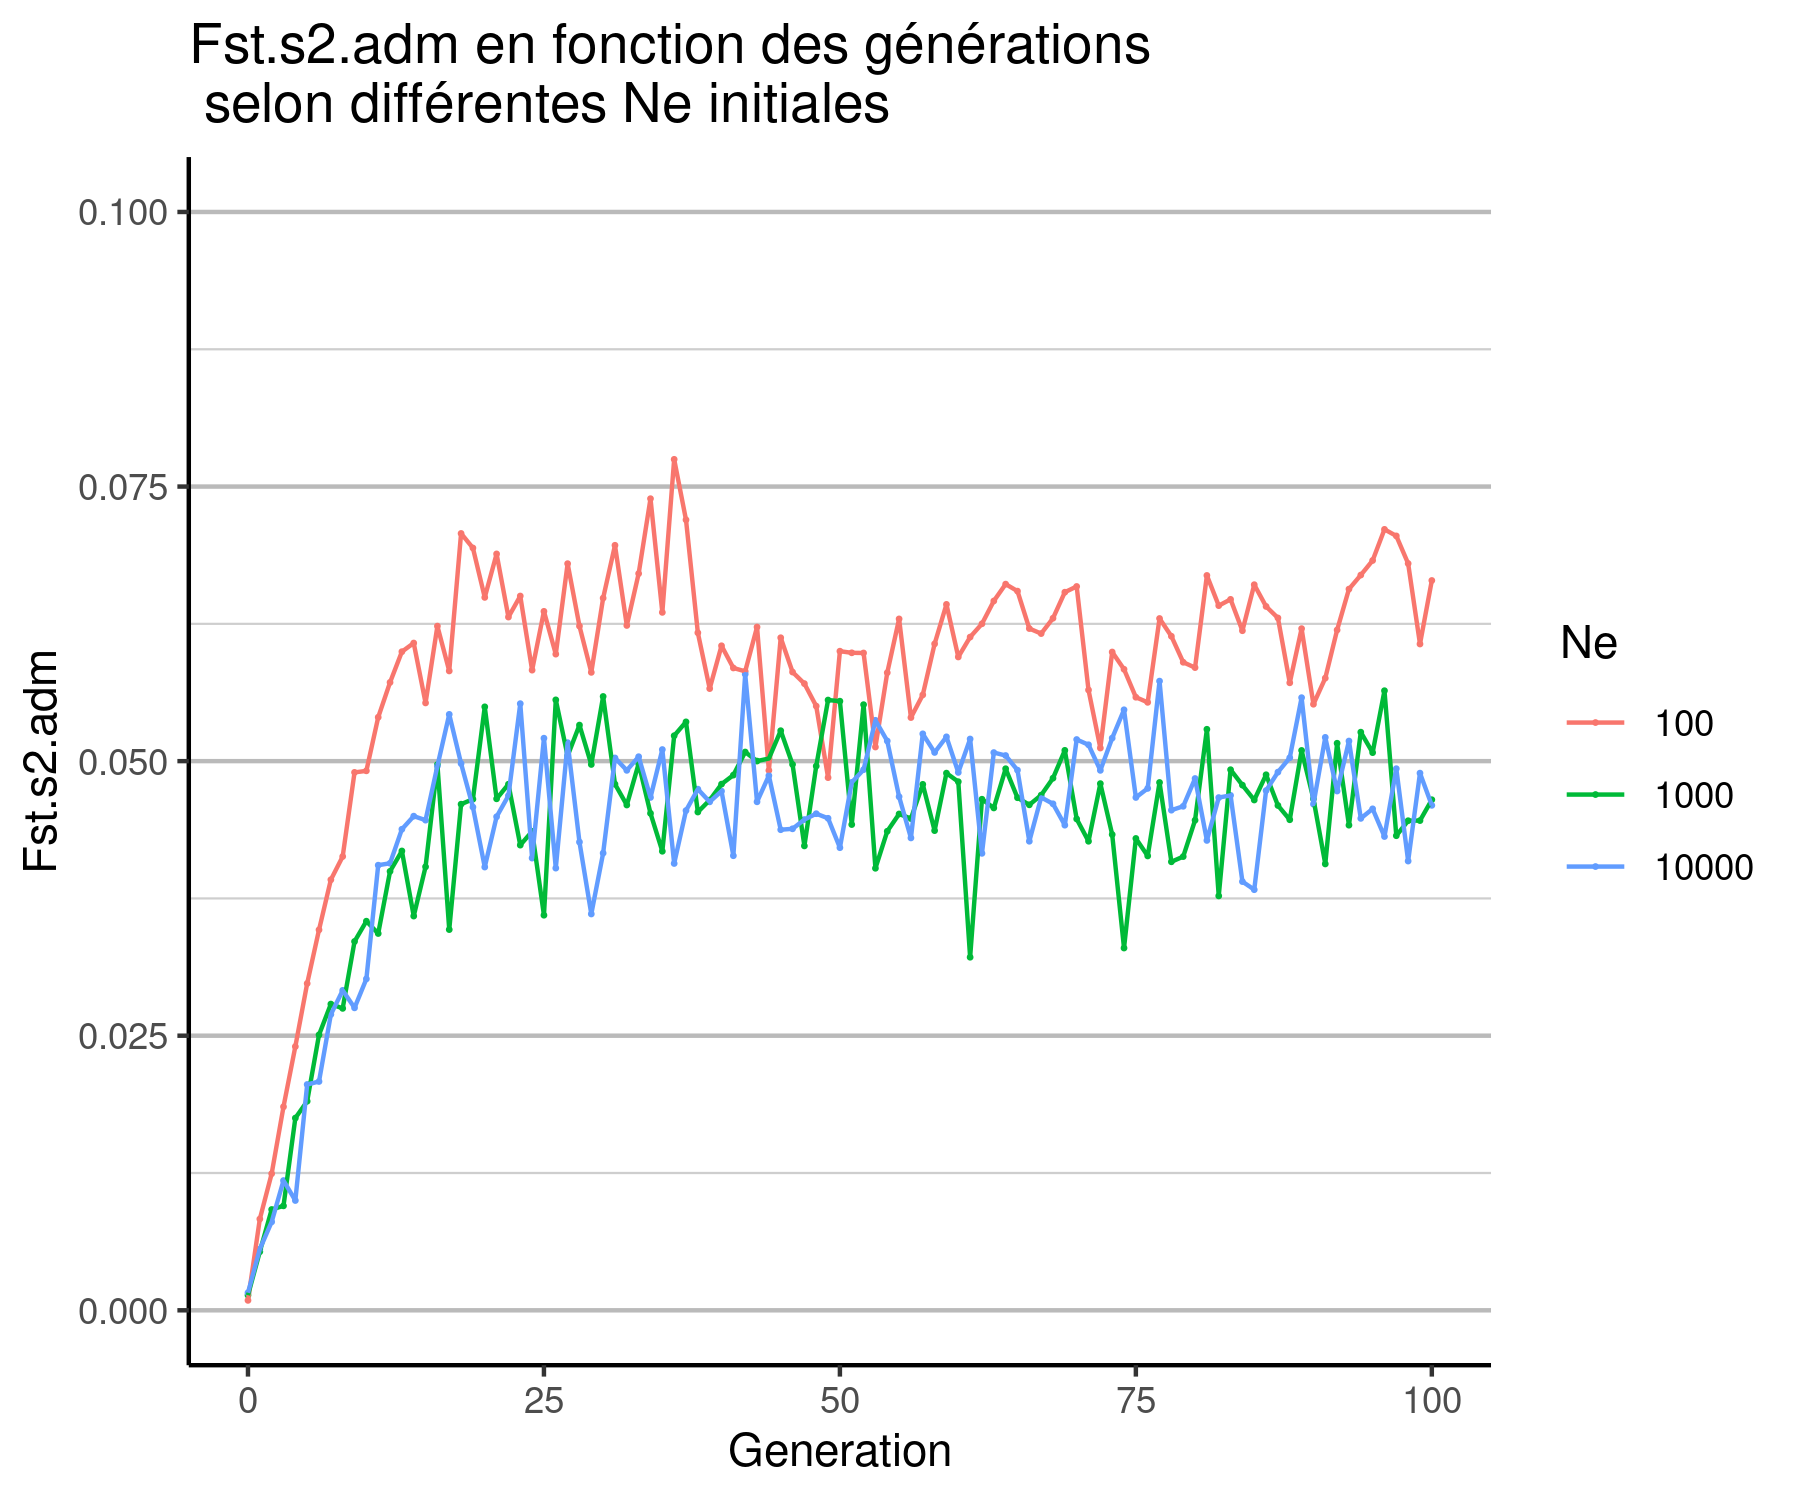 Fst.s2.adm en fonction des générations
selon différentes Ne initiales
0.100
0.075
0.050
0.025
0.000
Fst.s2.adm
0 25 50 75 100
Generation
Ne
100
1000
10000